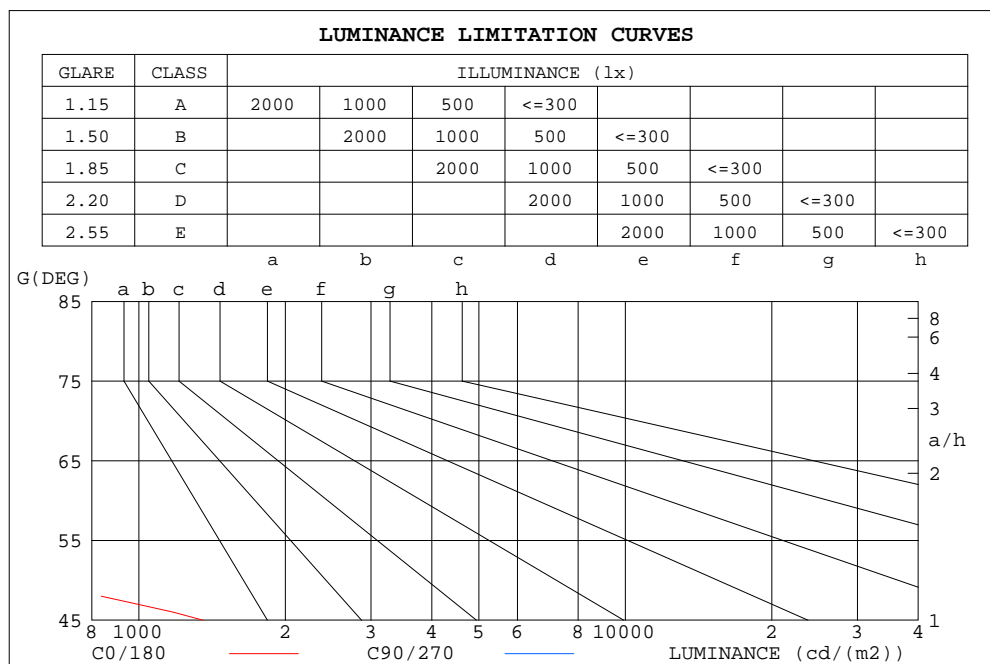 LUMINANCE LIMITATION CURVES
GLARE CLASS ILLUMINANCE (lx)
1.15 A 2000 1000 500 <=300
1.50 B 2000 1000 500 <=300
1.85 C 2000 1000 500 <=300
2.20 D 2000 1000 500 <=300
2.55 E 2000 1000 500 <=300
a b c d e f g h
G(DEG)
a b c d e f g h
85
8
6
75 4
3
a/h
65 2
55
45 1
8 1000 2 3 4 5 6 8 10000 2 3 4
C0/180 C90/270 LUMINANCE (cd/(m2))